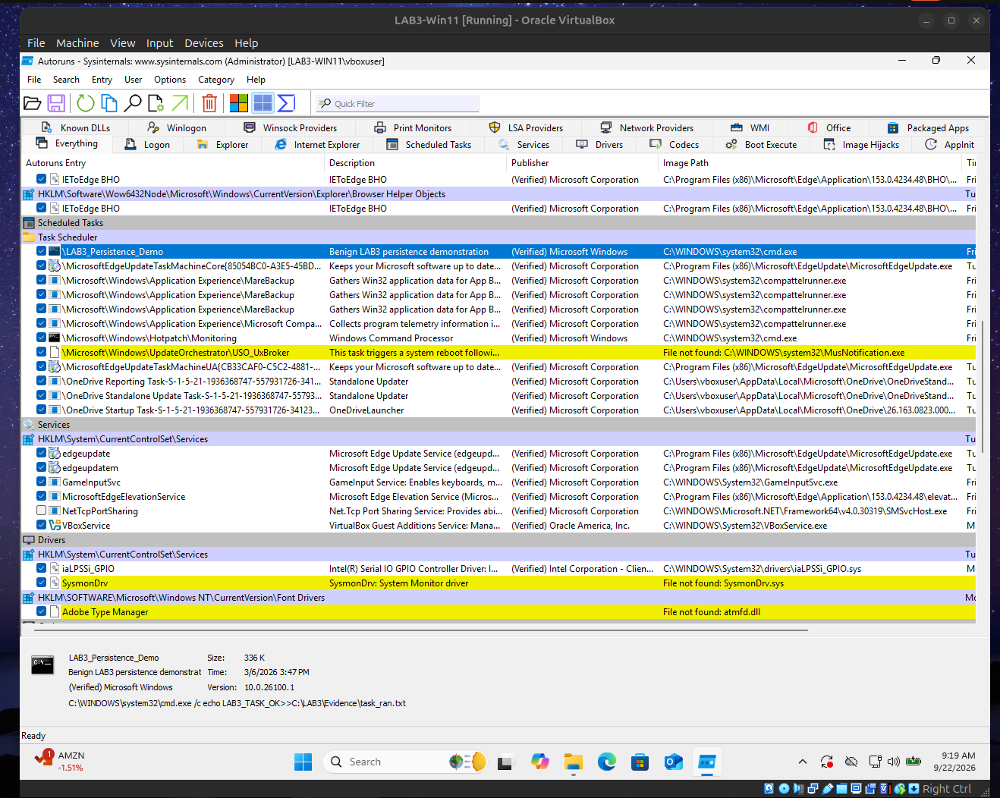 LAB3-Win11 [Running] - Oracle VirtualBox
File Machine View Input Devices Help
Autoruns - Sysinternals: www.sysinternals.com (Administrator) [LAB3-WIN11\vboxuser]
File Search Entry User Options Category Help
Quick Filter
Known DLLs Winlogon Winsock Providers Print Monitors LSA Providers Network Providers WMI Office Packaged Apps
Everything Logon Explorer Internet Explorer Scheduled Tasks Services Drivers Codecs Boot Execute Image Hijacks AppInit
Autoruns Entry Description Publisher Image Path Tir
IEToEdge BHO IEToEdge BHO (Verified) Microsoft Corporation C:\Program Files (x86)\Microsoft\Edge\Application\153.0.4234.48\BHO\... Fri
HKLM\Software\Wow6432Node\Microsoft\Windows\CurrentVersion\Explorer\Browser Helper Objects Tu
IEToEdge BHO IEToEdge BHO (Verified) Microsoft Corporation C:\Program Files (x86)\Microsoft\Edge\Application\153.0.4234.48\BHO\... Fri
Scheduled Tasks
Task Scheduler
\LAB3_Persistence_Demo Benign LAB3 persistence demonstration (Verified) Microsoft Windows C:\WINDOWS\system32\cmd.exe Fri
\MicrosoftEdgeUpdateTaskMachineCore{85054BC0-A3E5-45BD... Keeps your Microsoft software up to date... (Verified) Microsoft Corporation C:\Program Files (x86)\Microsoft\EdgeUpdate\MicrosoftEdgeUpdate.exe Tu
\Microsoft\Windows\Application Experience\MareBackup Gathers Win32 application data for App B... (Verified) Microsoft Corporation C:\WINDOWS\system32\compattelrunner.exe Fri
\Microsoft\Windows\Application Experience\MareBackup Gathers Win32 application data for App B... (Verified) Microsoft Corporation C:\WINDOWS\system32\compattelrunner.exe Fri
\Microsoft\Windows\Application Experience\MareBackup Gathers Win32 application data for App B... (Verified) Microsoft Corporation C:\WINDOWS\system32\compattelrunner.exe Fri
\Microsoft\Windows\Application Experience\Microsoft Compa... Collects program telemetry information i... (Verified) Microsoft Corporation C:\WINDOWS\system32\compattelrunner.exe Fri
\Microsoft\Windows\Hotpatch\Monitoring Windows Command Processor (Verified) Microsoft Windows C:\WINDOWS\system32\cmd.exe Fri
\Microsoft\Windows\UpdateOrchestrator\USO_UxBroker This task triggers a system reboot followi... File not found: C:\WINDOWS\system32\MusNotification.exe
\MicrosoftEdgeUpdateTaskMachineUA{CB33CAF0-C5C2-4881-... Keeps your Microsoft software up to date... (Verified) Microsoft Corporation C:\Program Files (x86)\Microsoft\EdgeUpdate\MicrosoftEdgeUpdate.exe Tu
\OneDrive Reporting Task-S-1-5-21-1936368747-557931726-341... Standalone Updater (Verified) Microsoft Corporation C:\Users\vboxuser\AppData\Local\Microsoft\OneDrive\OneDriveStand... Tu
\OneDrive Standalone Update Task-S-1-5-21-1936368747-55793... Standalone Updater (Verified) Microsoft Corporation C:\Users\vboxuser\AppData\Local\Microsoft\OneDrive\OneDriveStand... Tu
\OneDrive Startup Task-S-1-5-21-1936368747-557931726-34123... OneDriveLauncher (Verified) Microsoft Corporation C:\Users\vboxuser\AppData\Local\Microsoft\OneDrive\26.163.0823.000... Tu
Services
HKLM\System\CurrentControlSet\Services Tu
edgeupdate Microsoft Edge Update Service (edgeupd... (Verified) Microsoft Corporation C:\Program Files (x86)\Microsoft\EdgeUpdate\MicrosoftEdgeUpdate.exe Tu
edgeupdatem Microsoft Edge Update Service (edgeupd... (Verified) Microsoft Corporation C:\Program Files (x86)\Microsoft\EdgeUpdate\MicrosoftEdgeUpdate.exe Tu
GameInputSvc GameInput Service: Enables keyboards, m... (Verified) Microsoft Corporation C:\WINDOWS\System32\GameInputSvc.exe Fri
MicrosoftEdgeElevationService Microsoft Edge Elevation Service (Micros... (Verified) Microsoft Corporation C:\Program Files (x86)\Microsoft\Edge\Application\153.0.4234.48\elevat... Fri
NetTcpPortSharing Net.Tcp Port Sharing Service: Provides abi... (Verified) Microsoft Corporation C:\WINDOWS\Microsoft.NET\Framework64\v4.0.30319\SMSvcHost.exe Fri
VBoxService VirtualBox Guest Additions Service: Mana... (Verified) Oracle America, Inc. C:\WINDOWS\System32\VBoxService.exe M
Drivers
HKLM\System\CurrentControlSet\Services Tu
iaLPSSi_GPIO Intel(R) Serial IO GPIO Controller Driver: I... (Verified) Intel Corporation - Clien... C:\WINDOWS\System32\drivers\iaLPSSi_GPIO.sys M
SysmonDrv SysmonDrv: System Monitor driver File not found: SysmonDrv.sys
HKLM\SOFTWARE\Microsoft\Windows NT\CurrentVersion\Font Drivers Mc
Adobe Type Manager File not found: atmfd.dll
LAB3_Persistence_Demo Size: 336 K
Benign LAB3 persistence demonstrat Time: 3/6/2026 3:47 PM
(Verified) Microsoft Windows Version: 10.0.26100.1
C:\WINDOWS\system32\cmd.exe /c echo LAB3_TASK_OK>>C:\LAB3\Evidence\task_ran.txt
Ready
1 AMZN
-1.51%
Search
9:19 AM
9/22/2026
Right Ctrl